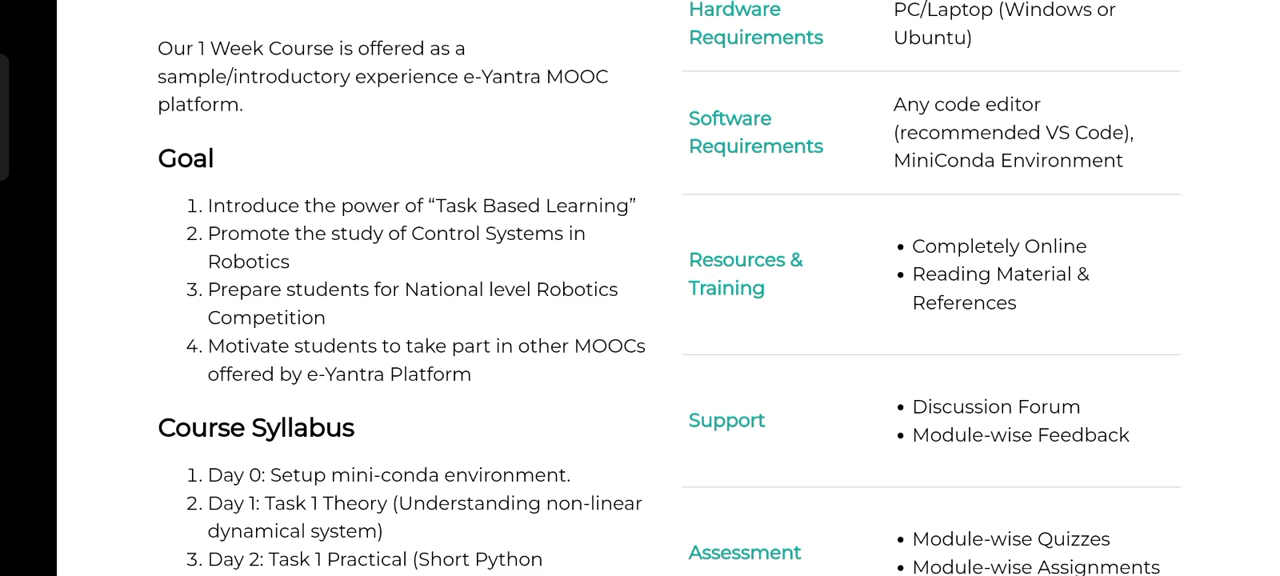 Our 1 Week Course is offered as a
sample/introductory experience e-Yantra MOOC
platform.
Goal
1. Introduce the power of “Task Based Learning”
2. Promote the study of Control Systems in
Robotics
3. Prepare students for National level Robotics
Competition
4. Motivate students to take part in other MOOCs
offered by e-Yantra Platform
Course Syllabus
1. Day 0: Setup mini-conda environment.
2. Day 1: Task 1 Theory (Understanding non-linear
dynamical system)
3. Day 2: Task 1 Practical (Short Python
Hardware
Requirements
PC/Laptop (Windows or
Ubuntu)
Software
Requirements
Any code editor
(recommended VS Code),
MiniConda Environment
Resources &
Training
• Completely Online
• Reading Material &
References
Support
• Discussion Forum
• Module-wise Feedback
Assessment
• Module-wise Quizzes
• Module-wise Assignments